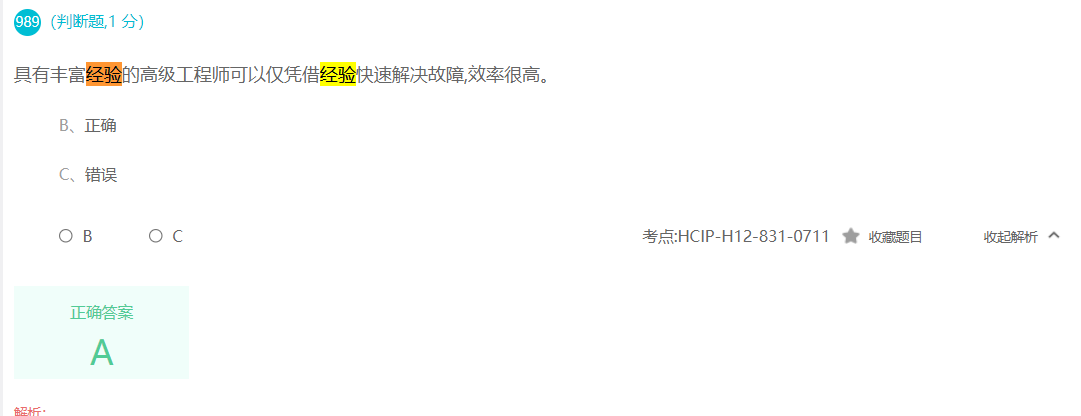 989 (判断题,1 分)
具有丰富经验的高级工程师可以仅凭借经验快速解决故障,效率很高。
B、正确
C、错误
B C 考点:HCIP-H12-831-0711 收藏题目 收起解析
正确答案
A
解析: